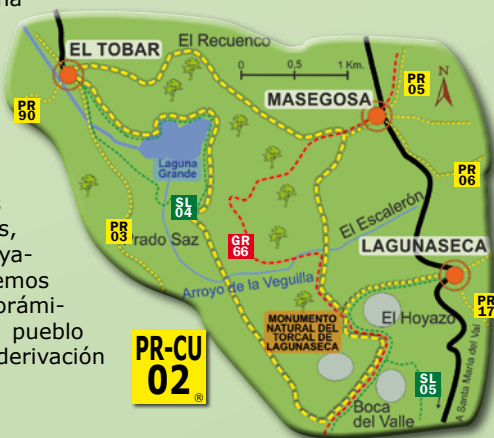 na
EL TOBAR
El Recuenco
0 0,5 1 Km.
N
PR
05
MASEGOSA
PR
90
Laguna
Grande
PR
06
SL
04
s
s,
ya-
emos
orámi-
pueblo
derivación
PR
03
Prado Saz
GR
66
El Escalerón
LAGUNASECA
Arroyo de la Veguilla
PR
17
MONUMENTO
NATURAL DEL
TORCAL DE
LAGUNASECA
El Hoyazo
PR-CU
02
®
SL
05
Boca
del Valle
A Santa María del Val